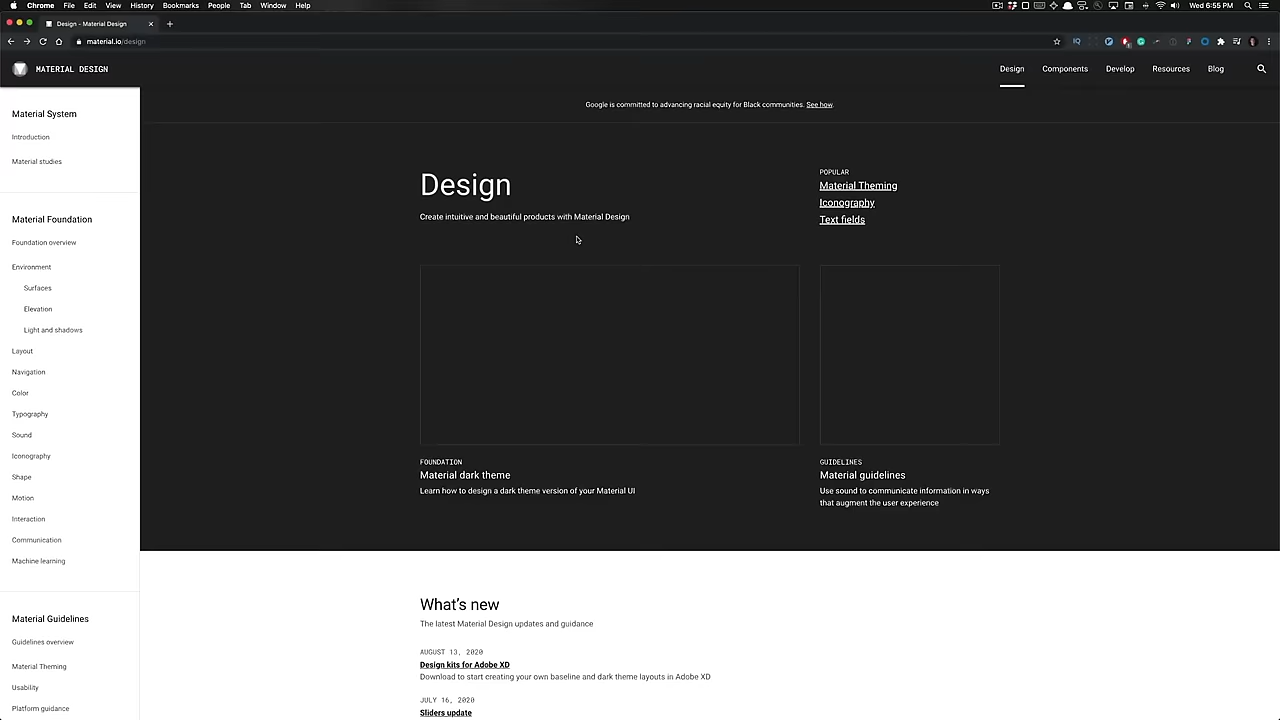 Chrome File Edit View History Bookmarks People Tab Window Help
Wed 6:55 PM
Design - Material Design
material.io/design
MATERIAL DESIGN
Design Components Develop Resources Blog
Google is committed to advancing racial equity for Black communities. See how.
Material System
Introduction
Material studies
Material Foundation
Foundation overview
Environment
Surfaces
Elevation
Light and shadows
Layout
Navigation
Color
Typography
Sound
Iconography
Shape
Motion
Interaction
Communication
Machine learning
Material Guidelines
Guidelines overview
Material Theming
Usability
Platform guidance
Design
Create intuitive and beautiful products with Material Design
POPULAR
Material Theming
Iconography
Text fields
FOUNDATION
Material dark theme
Learn how to design a dark theme version of your Material UI
GUIDELINES
Material guidelines
Use sound to communicate information in ways
that augment the user experience
What's new
The latest Material Design updates and guidance
AUGUST 13, 2020
Design kits for Adobe XD
Download to start creating your own baseline and dark theme layouts in Adobe XD
JULY 16, 2020
Sliders update